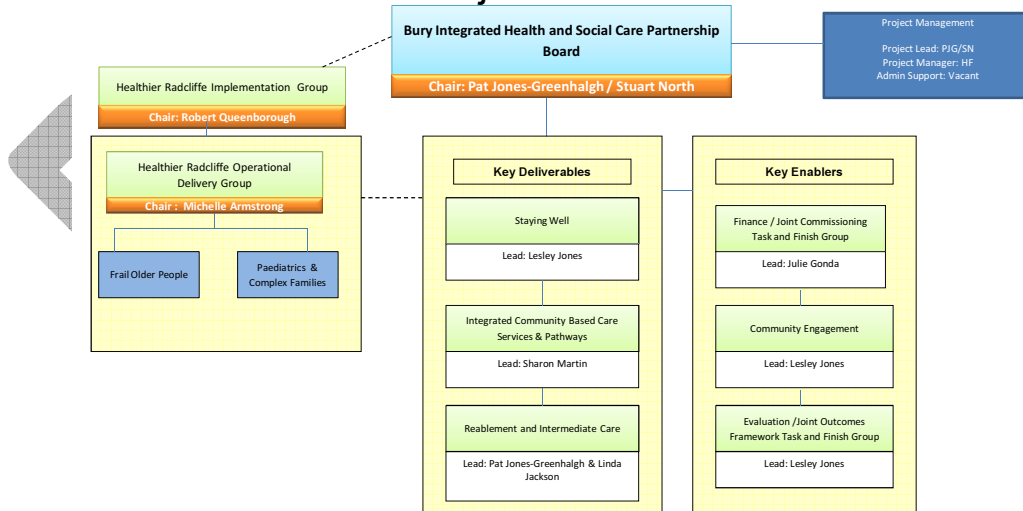 Bury Integrated Health and Social Care Partnership
Board
Chair: Pat Jones-Greenhalgh / Stuart North
Project Management
Project Lead: PJG/SN
Project Manager: HF
Admin Support: Vacant
Healthier Radcliffe Implementation Group
Chair: Robert Queenborough
Healthier Radcliffe Operational
Delivery Group
Chair : Michelle Armstrong
Frail Older People
Paediatrics &
Complex Families
Key Deliverables
Staying Well
Lead: Lesley Jones
Integrated Community Based Care
Services & Pathways
Lead: Sharon Martin
Reablement and Intermediate Care
Lead: Pat Jones-Greenhalgh & Linda
Jackson
Key Enablers
Finance / Joint Commissioning
Task and Finish Group
Lead: Julie Gonda
Community Engagement
Lead: Lesley Jones
Evaluation /Joint Outcomes
Framework Task and Finish Group
Lead: Lesley Jones